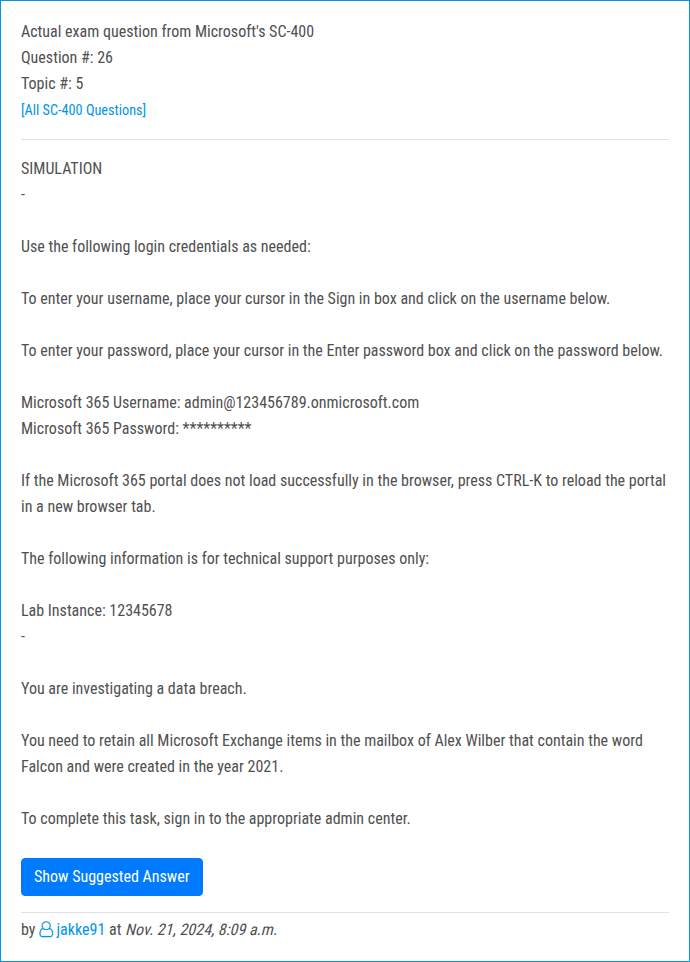 Actual exam question from Microsoft's SC-400
Question #: 26
Topic #: 5
[All SC-400 Questions]
SIMULATION
-
Use the following login credentials as needed:
To enter your username, place your cursor in the Sign in box and click on the username below.
To enter your password, place your cursor in the Enter password box and click on the password below.
Microsoft 365 Username: admin@123456789.onmicrosoft.com
Microsoft 365 Password: **********
If the Microsoft 365 portal does not load successfully in the browser, press CTRL-K to reload the portal
in a new browser tab.
The following information is for technical support purposes only:
Lab Instance: 12345678
-
You are investigating a data breach.
You need to retain all Microsoft Exchange items in the mailbox of Alex Wilber that contain the word
Falcon and were created in the year 2021.
To complete this task, sign in to the appropriate admin center.
Show Suggested Answer
by jakke91 at Nov. 21, 2024, 8:09 a.m.